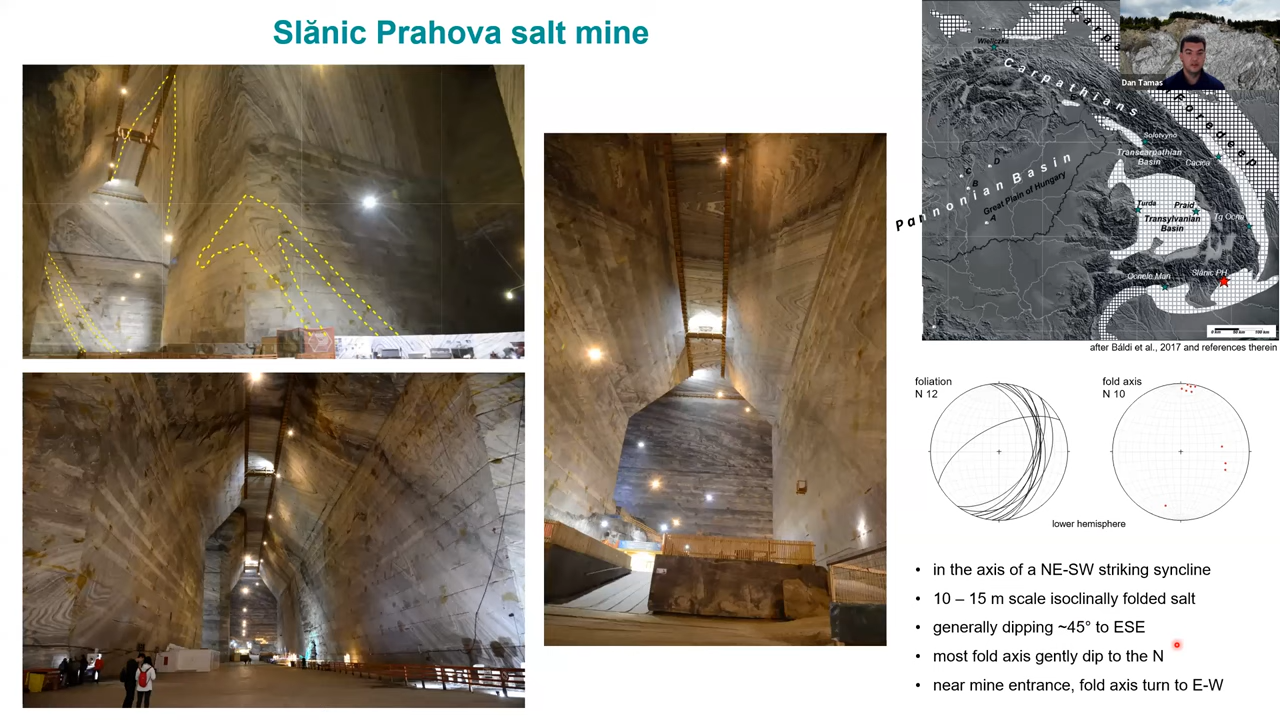 Slănic Prahova salt mine
Wieliczka
Carpathians
Dan Tamas
Foredeep
Solotvyno
Transcarpathian
Basin
Cacica
Pannonian Basin
Great Plain of Hungary
D
C
B
A
Turda
Praid
Transylvanian
Basin
Tg Ocna
Ocnele Mari
Slănic PH
after Báldi et al., 2017 and references therein
foliation
N 12
fold axis
N 10
lower hemisphere
• in the axis of a NE-SW striking syncline
• 10 – 15 m scale isoclinally folded salt
• generally dipping ~45° to ESE
• most fold axis gently dip to the N
• near mine entrance, fold axis turn to E-W